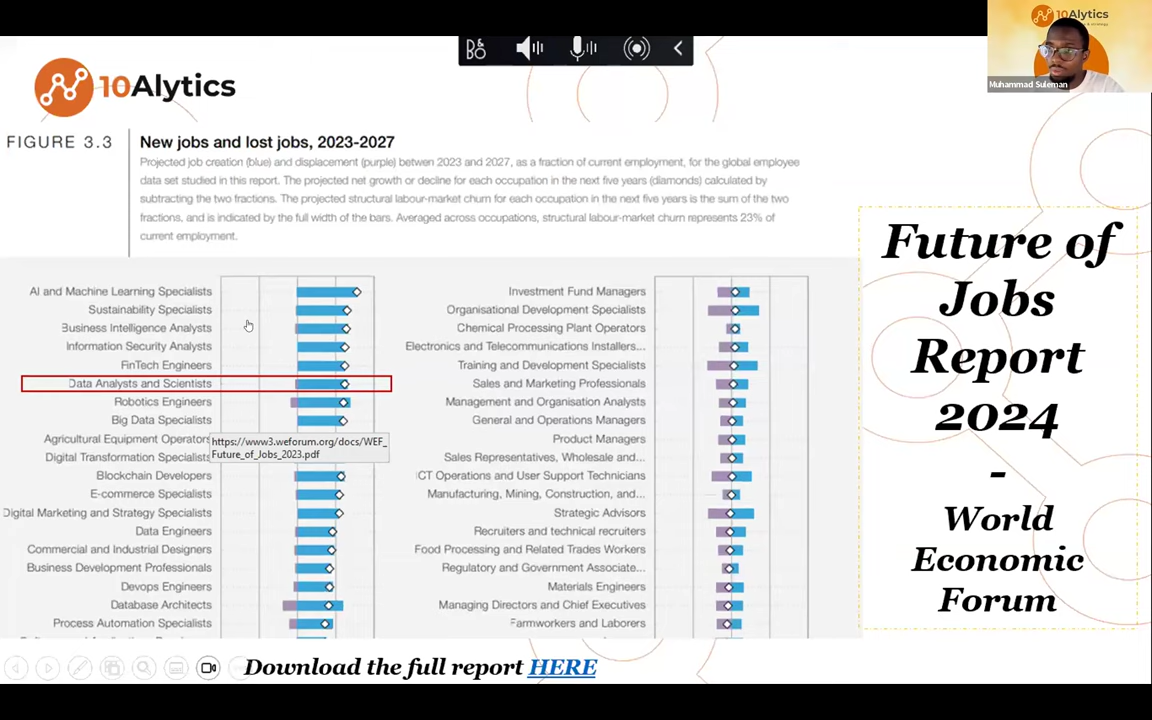 10Alytics
Muhammad Suleman
10Alytics
FIGURE 3.3
New jobs and lost jobs, 2023-2027
Projected job creation (blue) and displacement (purple) betwen 2023 and 2027, as a fraction of current employment, for the global employee
data set studied in this report. The projected net growth or decline for each occupation in the next five years (diamonds) calculated by
subtracting the two fractions. The projected structural labour-market churn for each occupation in the next five years is the sum of the two
fractions, and is indicated by the full width of the bars. Averaged across occupations, structural labour-market churn represents 23% of
current employment.
AI and Machine Learning Specialists
Sustainability Specialists
Business Intelligence Analysts
Information Security Analysts
FinTech Engineers
Data Analysts and Scientists
Robotics Engineers
Big Data Specialists
Agricultural Equipment Operators
Digital Transformation Specialists
Blockchain Developers
E-commerce Specialists
Digital Marketing and Strategy Specialists
Data Engineers
Commercial and Industrial Designers
Business Development Professionals
Devops Engineers
Database Architects
Process Automation Specialists
https://www3.weforum.org/docs/WEF_
Future_of_Jobs_2023.pdf
Investment Fund Managers
Organisational Development Specialists
Chemical Processing Plant Operators
Electronics and Telecommunications Installers...
Training and Development Specialists
Sales and Marketing Professionals
Management and Organisation Analysts
General and Operations Managers
Product Managers
Sales Representatives, Wholesale and...
ICT Operations and User Support Technicians
Manufacturing, Mining, Construction, and...
Strategic Advisors
Recruiters and technical recruiters
Food Processing and Related Trades Workers
Regulatory and Government Associate...
Materials Engineers
Managing Directors and Chief Executives
Farmworkers and Laborers
Future of
Jobs
Report
2024
-
World
Economic
Forum
Download the full report HERE